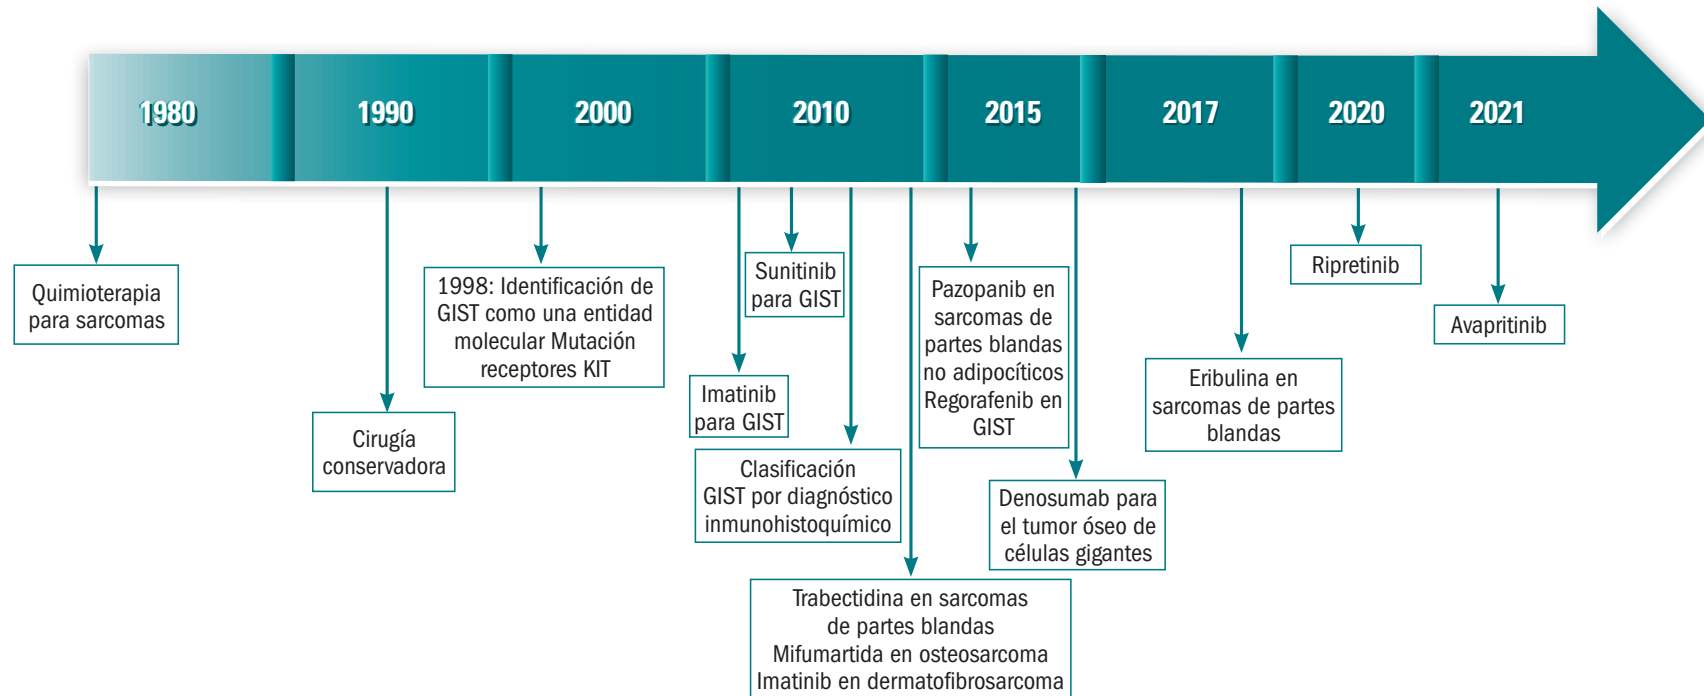 1980
1990
2000
2010
2015
2017
2020
2021
Quimioterapia
para sarcomas
Cirugía
conservadora
1998: Identificación de
GIST como una entidad
molecular Mutación
receptores KIT
Imatinib
para GIST
Sunitinib
para GIST
Clasificación
GIST por diagnóstico
inmunohistoquímico
Trabectidina en sarcomas
de partes blandas
Mifumartida en osteosarcoma
Imatinib en dermatofibrosarcoma
Pazopanib en
sarcomas de
partes blandas
no adipocíticos
Regorafenib en
GIST
Denosumab para
el tumor óseo de
células gigantes
Eribulina en
sarcomas de partes
blandas
Ripretinib
Avapritinib